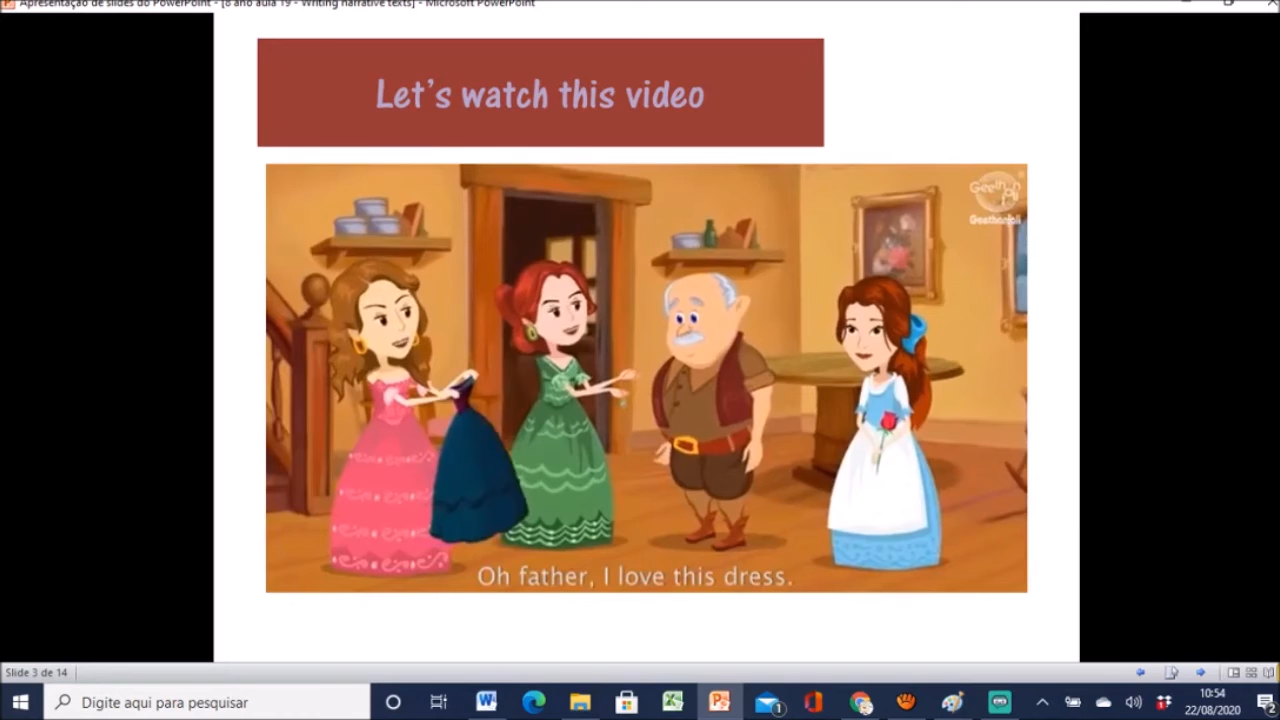 Apresentação de slides do PowerPoint - [8 ano aula 19 - Writing narrative texts] - Microsoft PowerPoint
Let's watch this video
Geethanjali
Oh father, I love this dress.
Slide 3 de 14
Digite aqui para pesquisar
10:54
22/08/2020